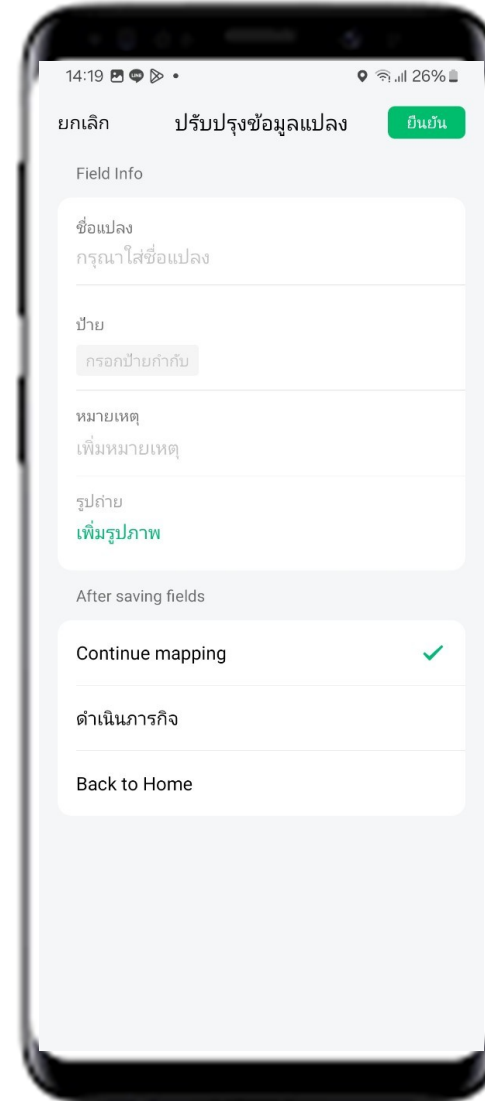 14:19
26%
ยกเลิก ปรับปรุงข้อมูลแปลง ยืนยัน
Field Info
ชื่อแปลง
กรุณาใส่ชื่อแปลง
ป้าย
กรอกป้ายกำกับ
หมายเหตุ
เพิ่มหมายเหตุ
รูปถ่าย
เพิ่มรูปภาพ
After saving fields
Continue mapping
ดำเนินภารกิจ
Back to Home